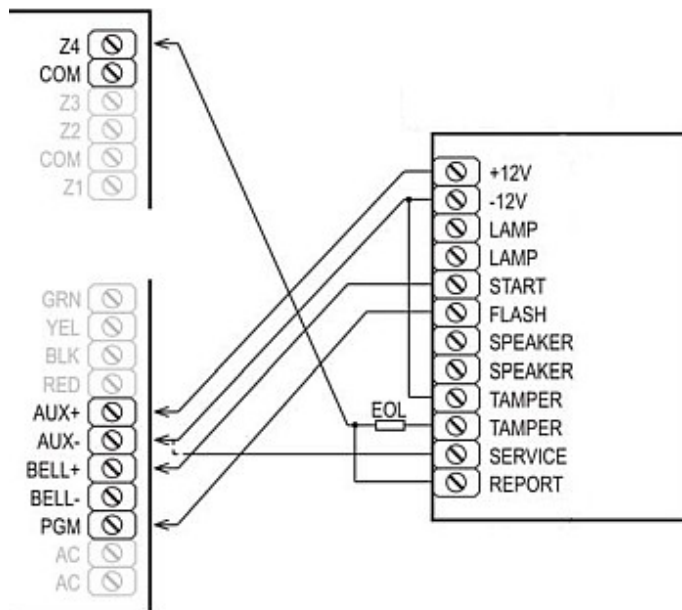 Z4
COM
Z3
Z2
COM
Z1
GRN
YEL
BLK
RED
AUX+
AUX-
BELL+
BELL-
PGM
AC
AC
EOL
+12V
-12V
LAMP
LAMP
START
FLASH
SPEAKER
SPEAKER
TAMPER
TAMPER
SERVICE
REPORT